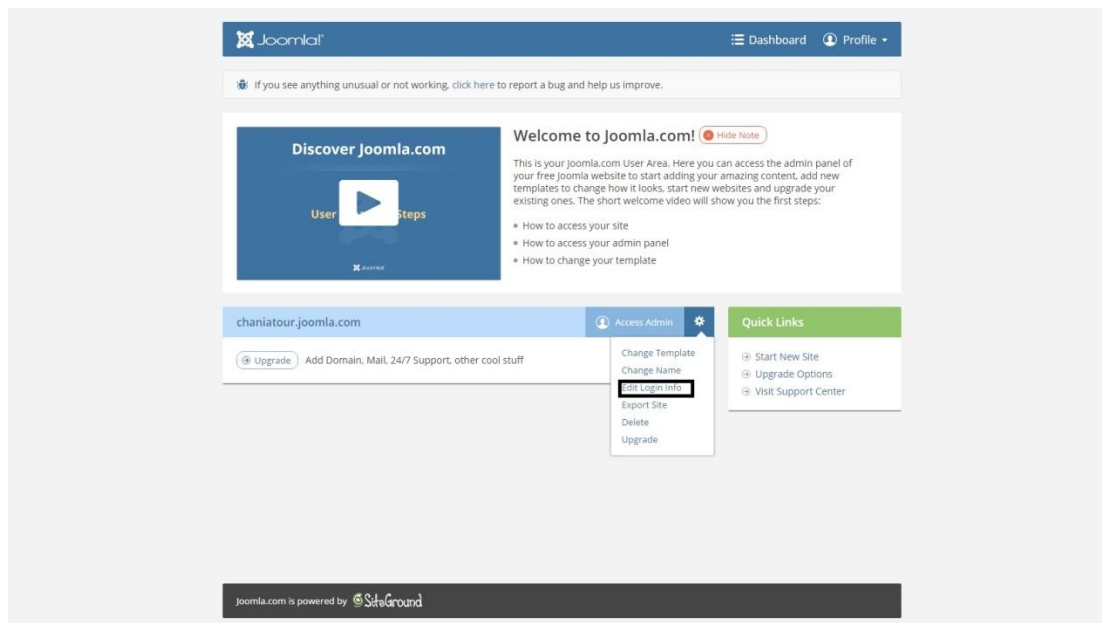 Joomla!
Dashboard Profile
If you see anything unusual or not working, click here to report a bug and help us improve.
Discover Joomla.com
User Steps
Joomla!
Welcome to Joomla.com! Hide Note
This is your Joomla.com User Area. Here you can access the admin panel of
your free Joomla website to start adding your amazing content, add new
templates to change how it looks, start new websites and upgrade your
existing ones. The short welcome video will show you the first steps:
How to access your site
How to access your admin panel
How to change your template
chaniatour.joomla.com
Access Admin
Upgrade Add Domain, Mail, 24/7 Support, other cool stuff
Change Template
Change Name
Edit Login Info
Export Site
Delete
Upgrade
Quick Links
Start New Site
Upgrade Options
Visit Support Center
Joomla.com is powered by SiteGround